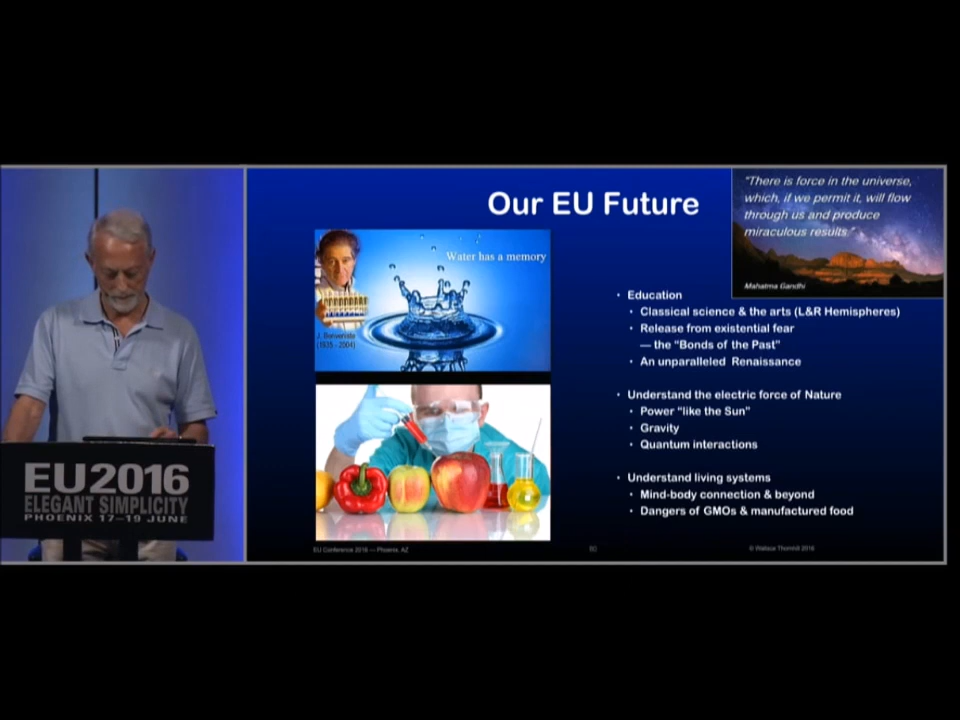 Our EU Future
"There is force in the universe,
which, if we permit it, will flow
through us and produce
miraculous results."
Mahatma Gandhi
Water has a memory
J. Benveniste
(1935 - 2004)
• Education
• Classical science & the arts (L&R Hemispheres)
• Release from existential fear
— the "Bonds of the Past"
• An unparalleled Renaissance
• Understand the electric force of Nature
• Power "like the Sun"
• Gravity
• Quantum interactions
• Understand living systems
• Mind-body connection & beyond
• Dangers of GMOs & manufactured food
EU2016
ELEGANT SIMPLICITY
PHOENIX 17–19 JUNE
EU Conference 2016 — Phoenix, AZ
© Wallace Thornhill 2016